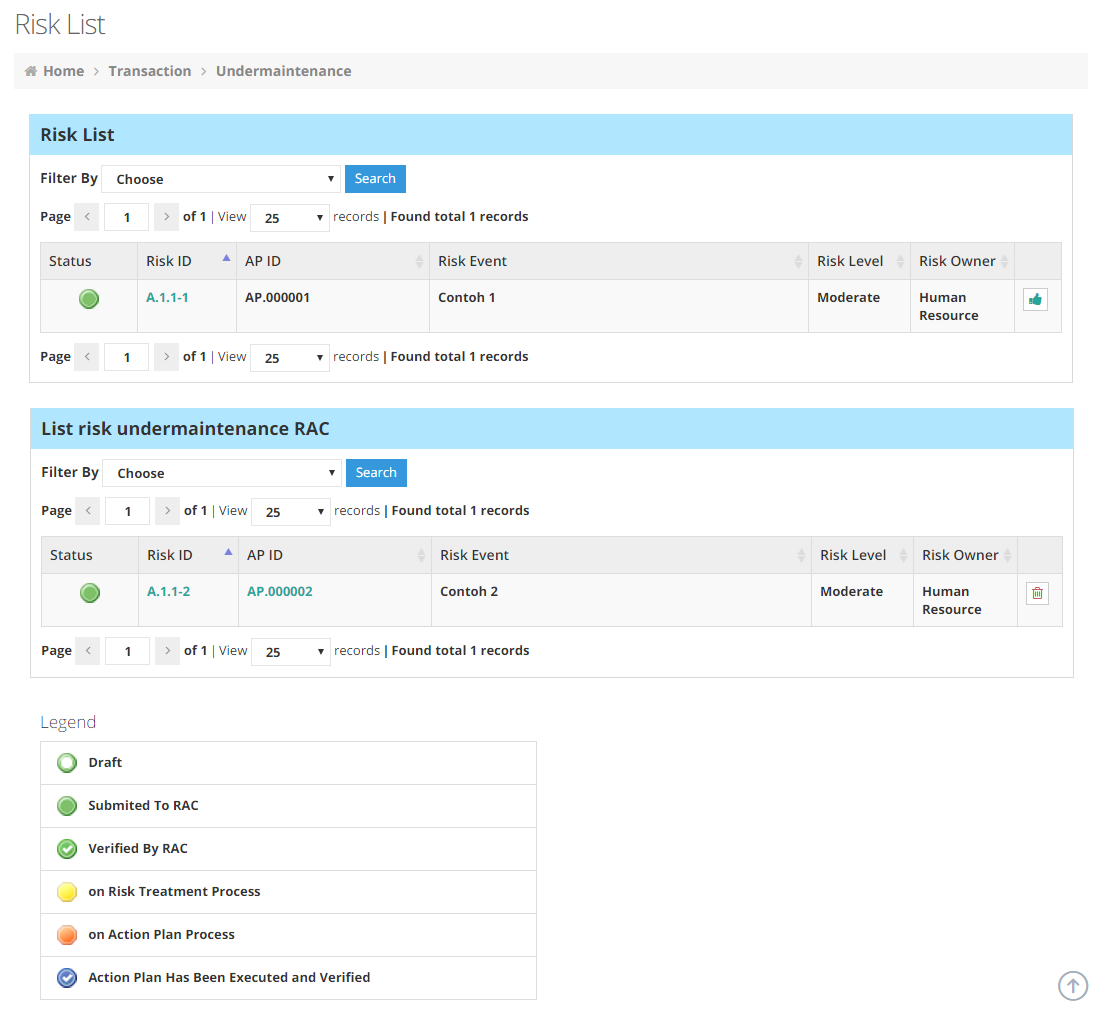 Risk List
Home > Transaction > Undermaintenance
Risk List
Filter By Choose Search
Page < 1 > of 1 | View 25 records | Found total 1 records
Status Risk ID AP ID Risk Event Risk Level Risk Owner
A.1.1-1 AP.000001 Contoh 1 Moderate Human
Resource
Page < 1 > of 1 | View 25 records | Found total 1 records
List risk undermaintenance RAC
Filter By Choose Search
Page < 1 > of 1 | View 25 records | Found total 1 records
Status Risk ID AP ID Risk Event Risk Level Risk Owner
A.1.1-2 AP.000002 Contoh 2 Moderate Human
Resource
Page < 1 > of 1 | View 25 records | Found total 1 records
Legend
Draft
Submited To RAC
Verified By RAC
on Risk Treatment Process
on Action Plan Process
Action Plan Has Been Executed and Verified